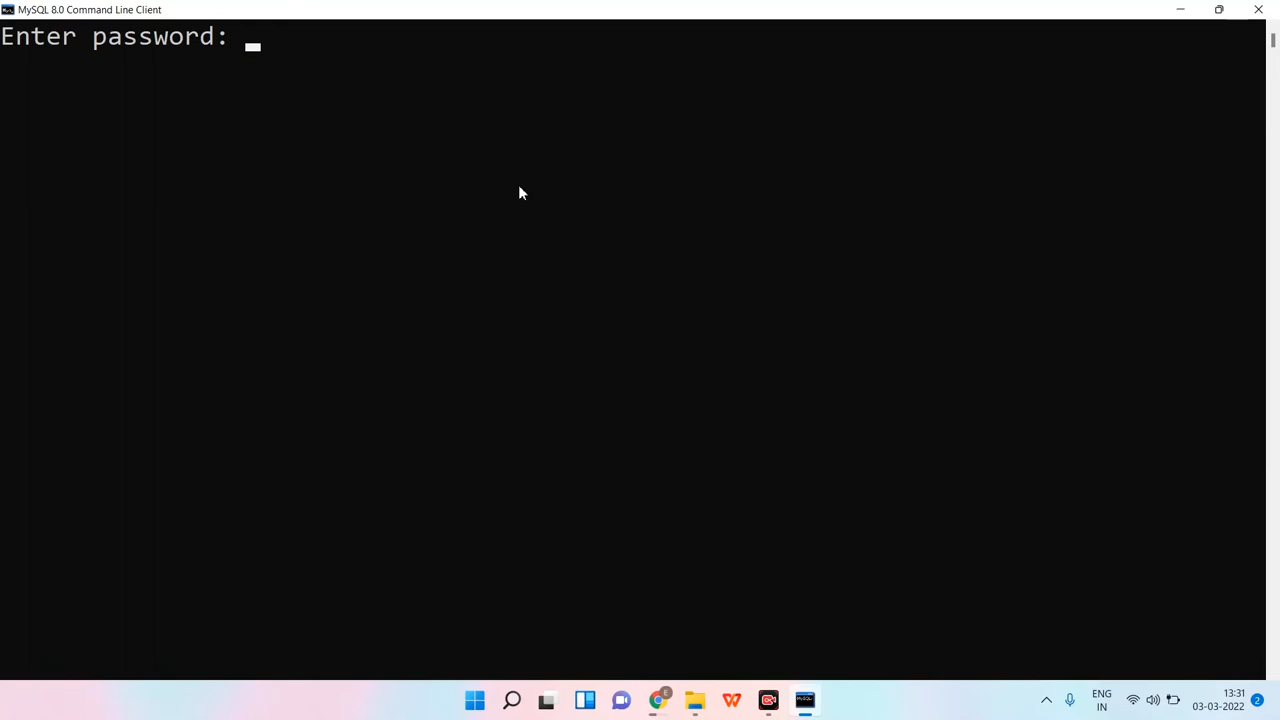 MySQL 8.0 Command Line Client
Enter password:
ENG
IN
13:31
03-03-2022
2